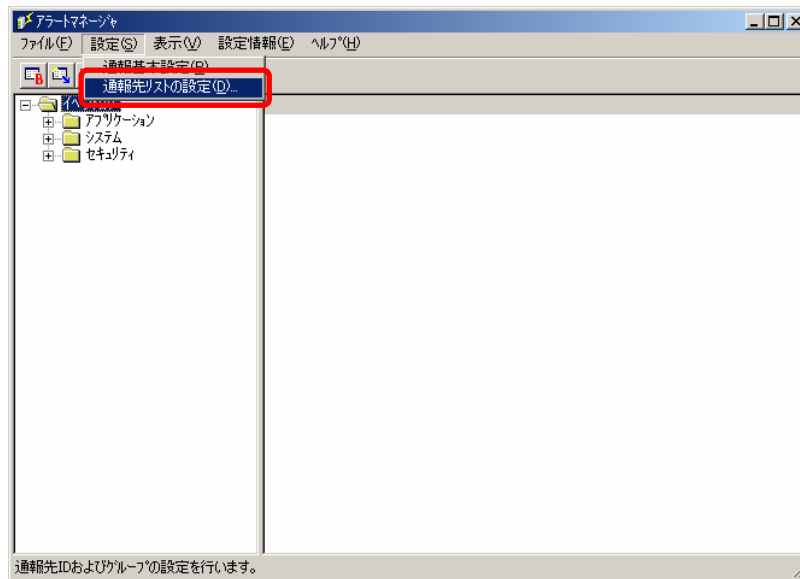 ｱﾗｰﾄﾏﾈｰｼﾞｬ
ﾌｧｲﾙ(F) 設定(S) 表示(V) 設定情報(E) ﾍﾙﾌﾟ(H)
通報基本設定(B)
通報先リストの設定(D)...
ｱﾌﾟﾘｹｰｼｮﾝ
ｼｽﾃﾑ
ｾｷｭﾘﾃｨ
通報先IDおよびｸﾞﾙｰﾌﾟの設定を行います。